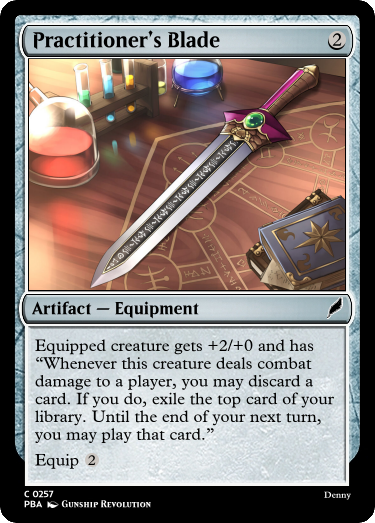 Practitioner's Blade 2
Artifact — Equipment
Equipped creature gets +2/+0 and has
“Whenever this creature deals combat
damage to a player, you may discard a
card. If you do, exile the top card of your
library. Until the end of your next turn,
you may play that card.”
Equip 2
C 0257
PBA Gunship Revolution
Denny